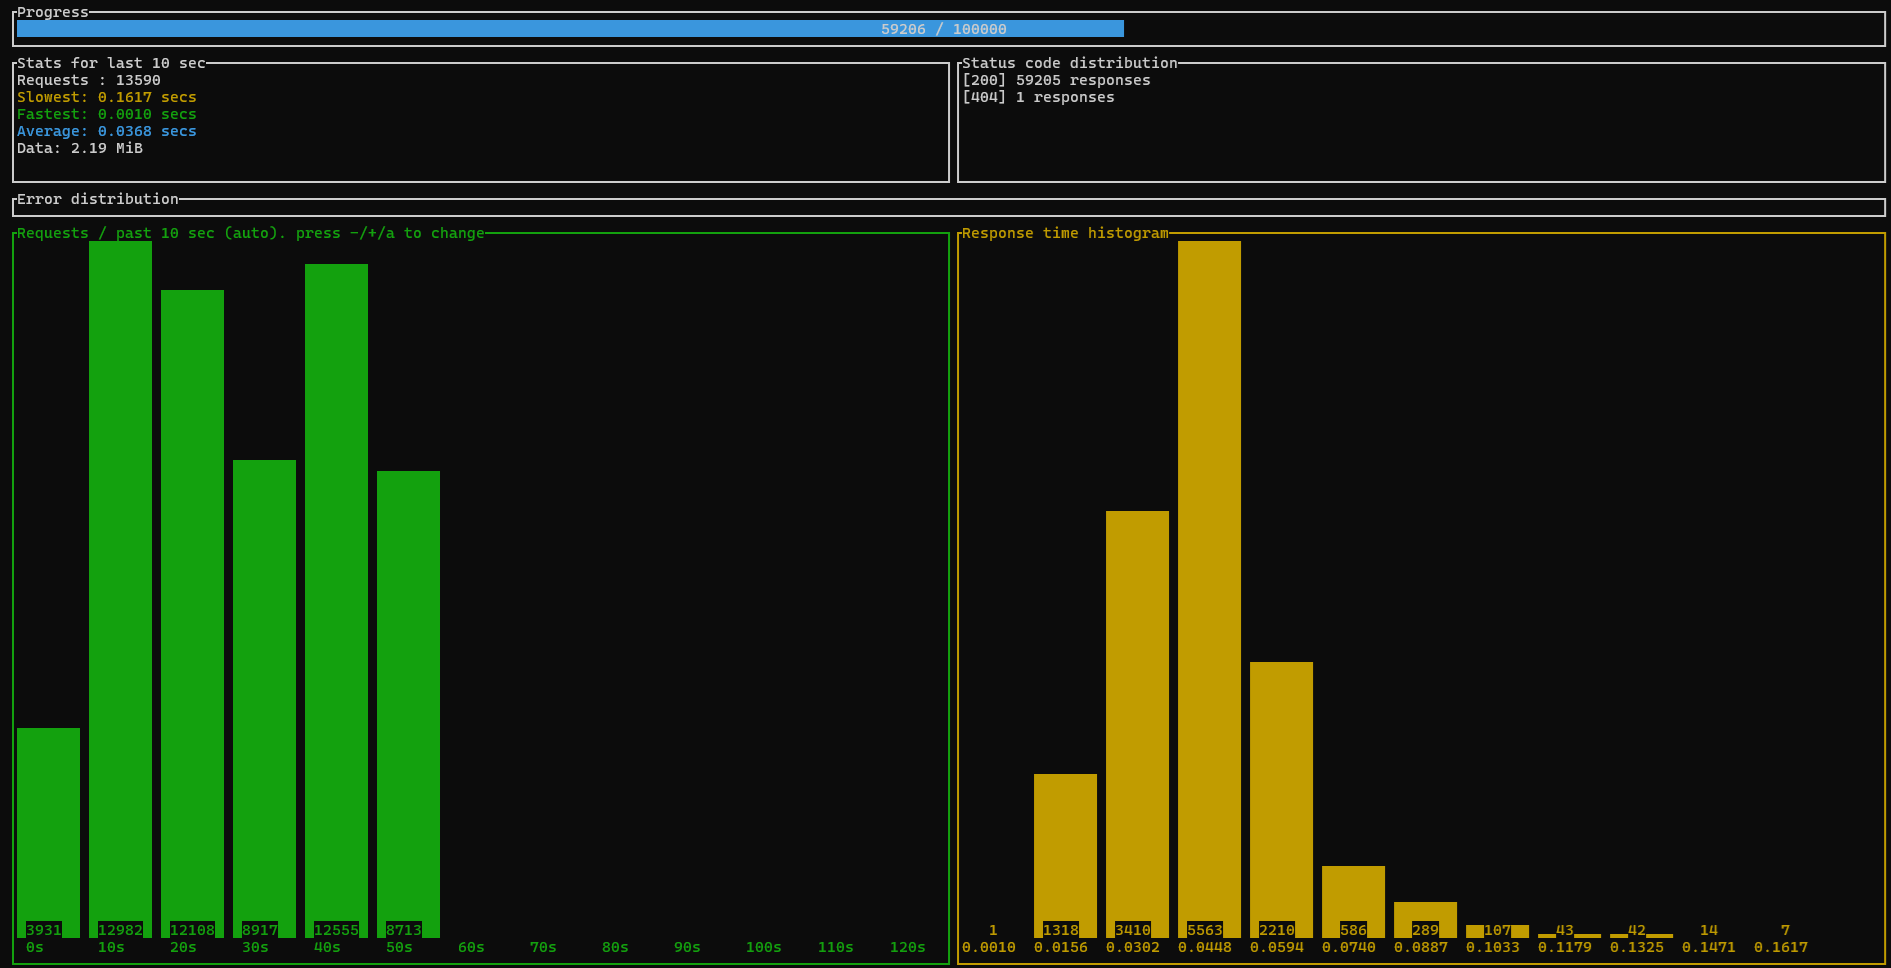 Progress
59206 / 100000
Stats for last 10 sec
Requests : 13590
Slowest: 0.1617 secs
Fastest: 0.0010 secs
Average: 0.0368 secs
Data: 2.19 MiB
Status code distribution
[200] 59205 responses
[404] 1 responses
Error distribution
Requests / past 10 sec (auto). press -/+/a to change
3931 12982 12108 8917 12555 8713
0s 10s 20s 30s 40s 50s 60s 70s 80s 90s 100s 110s 120s
Response time histogram
1 1318 3410 5563 2210 586 289 107 43 42 14 7
0.0010 0.0156 0.0302 0.0448 0.0594 0.0740 0.0887 0.1033 0.1179 0.1325 0.1471 0.1617